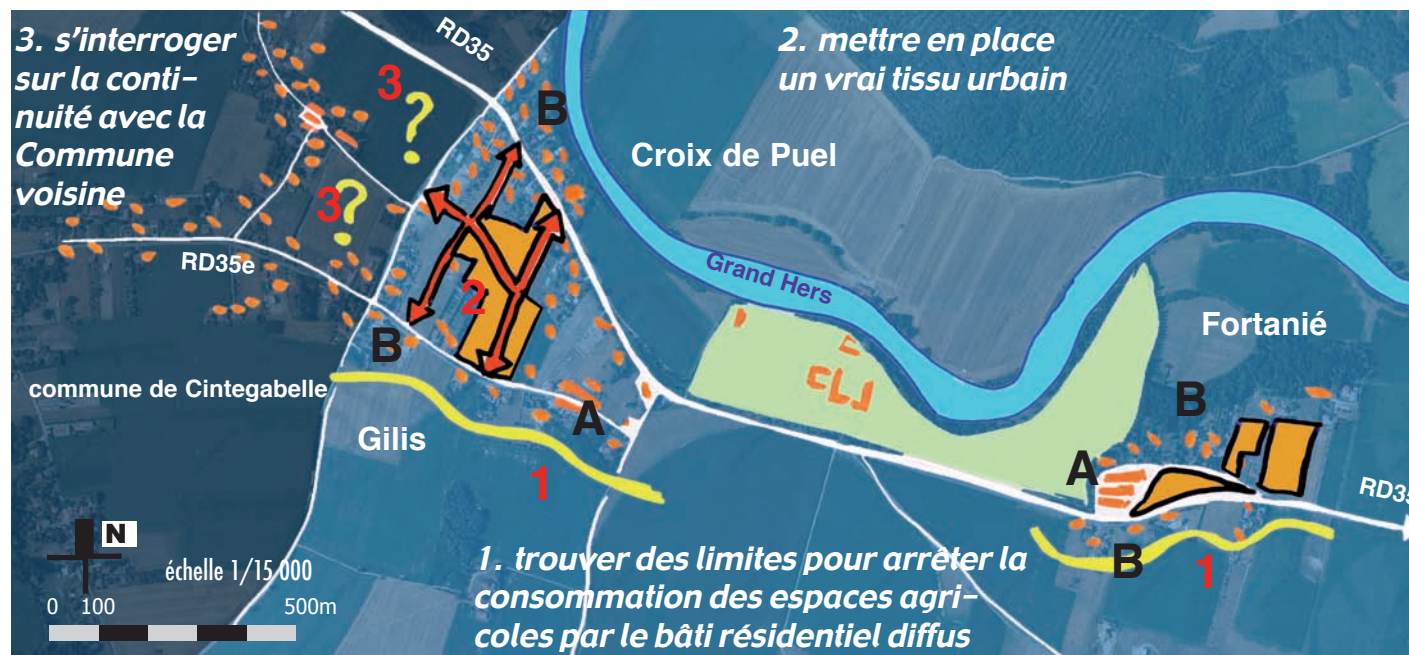 3. s'interroger
sur la conti-
nuité avec la
Commune
voisine
RD35
3
?
B
2. mettre en place
un vrai tissu urbain
Croix de Puel
3
?
RD35e
2
Grand Hers
Fortanié
B
commune de Cintegabelle
B
A
Gilis
1
A
RD35
B
1
N
échelle 1/15 000
0 100 500m
1. trouver des limites pour arrêter la
consommation des espaces agri-
coles par le bâti résidentiel diffus